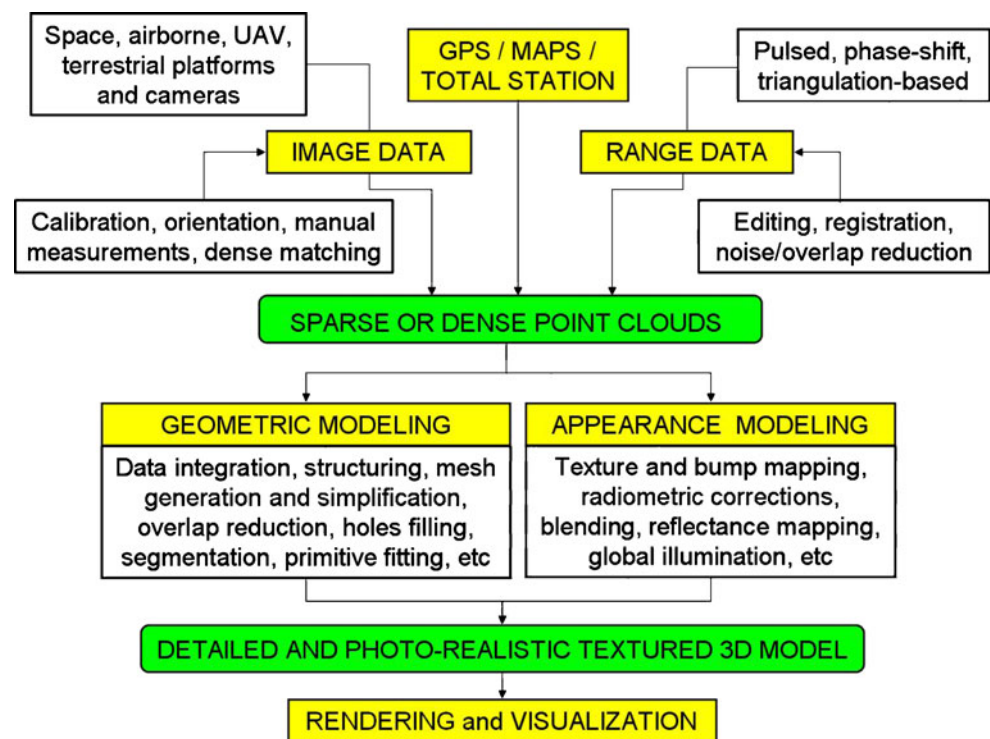 Space, airborne, UAV,
terrestrial platforms
and cameras
GPS / MAPS /
TOTAL STATION
Pulsed, phase-shift,
triangulation-based
IMAGE DATA
RANGE DATA
Calibration, orientation, manual
measurements, dense matching
Editing, registration,
noise/overlap reduction
SPARSE OR DENSE POINT CLOUDS
GEOMETRIC MODELING
Data integration, structuring, mesh
generation and simplification,
overlap reduction, holes filling,
segmentation, primitive fitting, etc
APPEARANCE MODELING
Texture and bump mapping,
radiometric corrections,
blending, reflectance mapping,
global illumination, etc
DETAILED AND PHOTO-REALISTIC TEXTURED 3D MODEL
RENDERING and VISUALIZATION